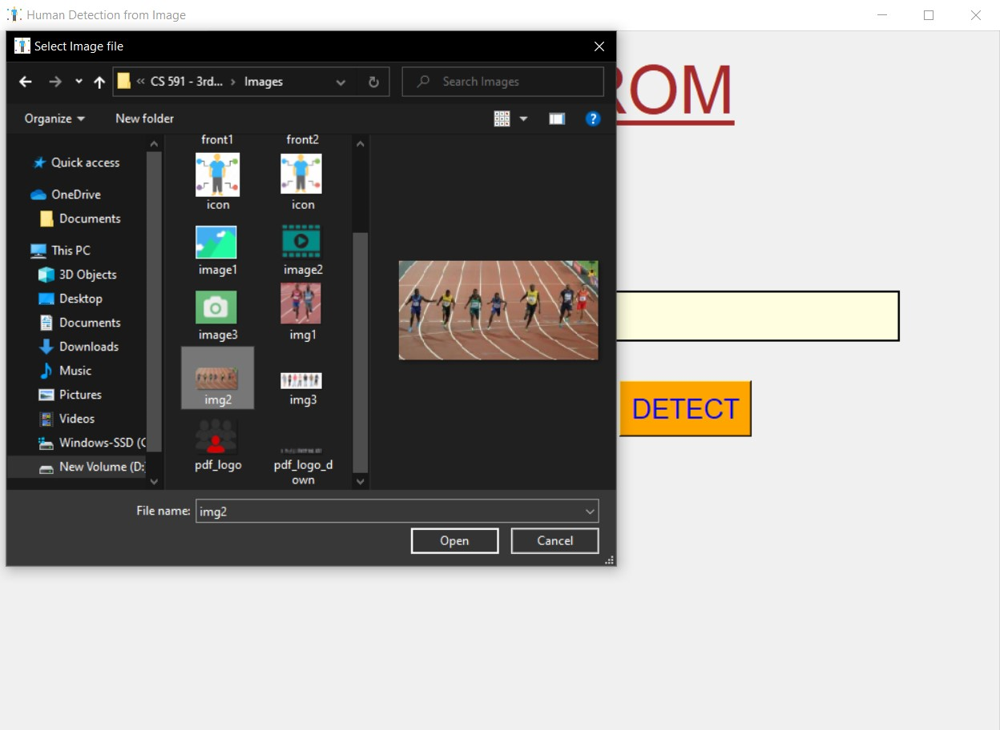 Human Detection from Image
Select Image file
ROM
« CS 591 - 3rd... › Images
Search Images
Organize
New folder
?
Quick access
OneDrive
Documents
This PC
3D Objects
Desktop
Documents
Downloads
Music
Pictures
Videos
Windows-SSD (C
New Volume (D:
front1
front2
icon
icon
image1
image2
image3
img1
img2
img3
pdf_logo
pdf_logo_d
own
DETECT
File name:
img2
Open
Cancel